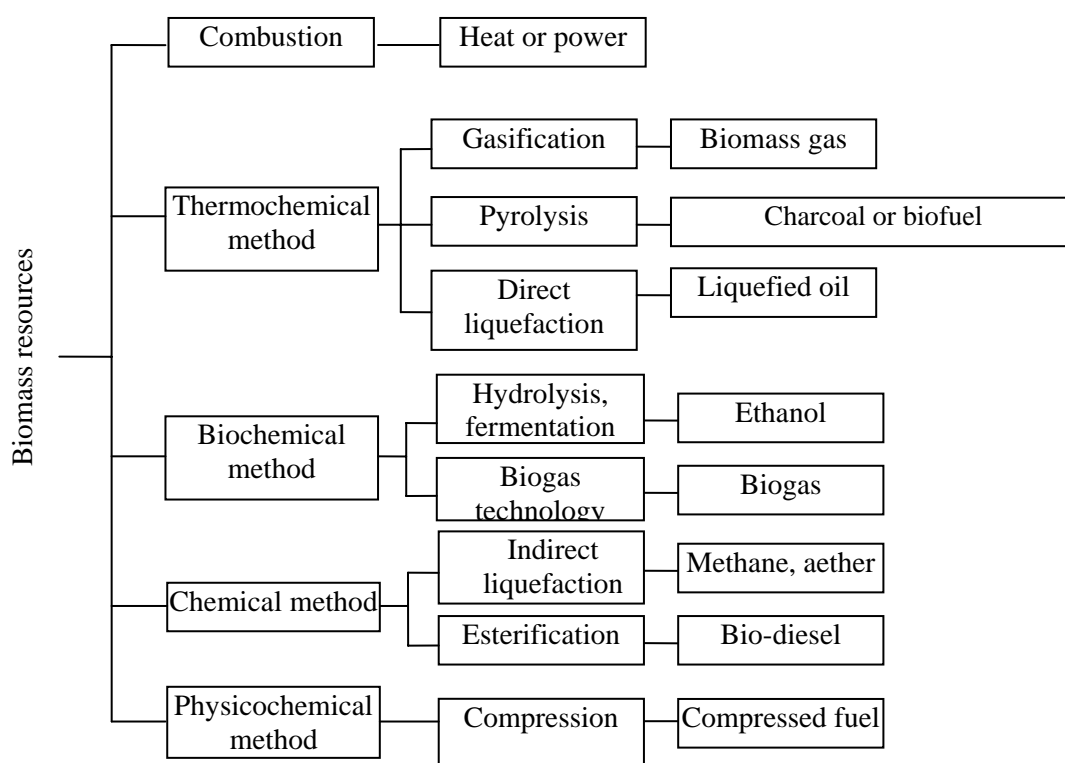 Biomass resources
Combustion
Heat or power
Thermochemical
method
Gasification
Biomass gas
Pyrolysis
Charcoal or biofuel
Direct
liquefaction
Liquefied oil
Biochemical
method
Hydrolysis,
fermentation
Ethanol
Biogas
technology
Biogas
Chemical method
Indirect
liquefaction
Methane, aether
Esterification
Bio-diesel
Physicochemical
method
Compression
Compressed fuel